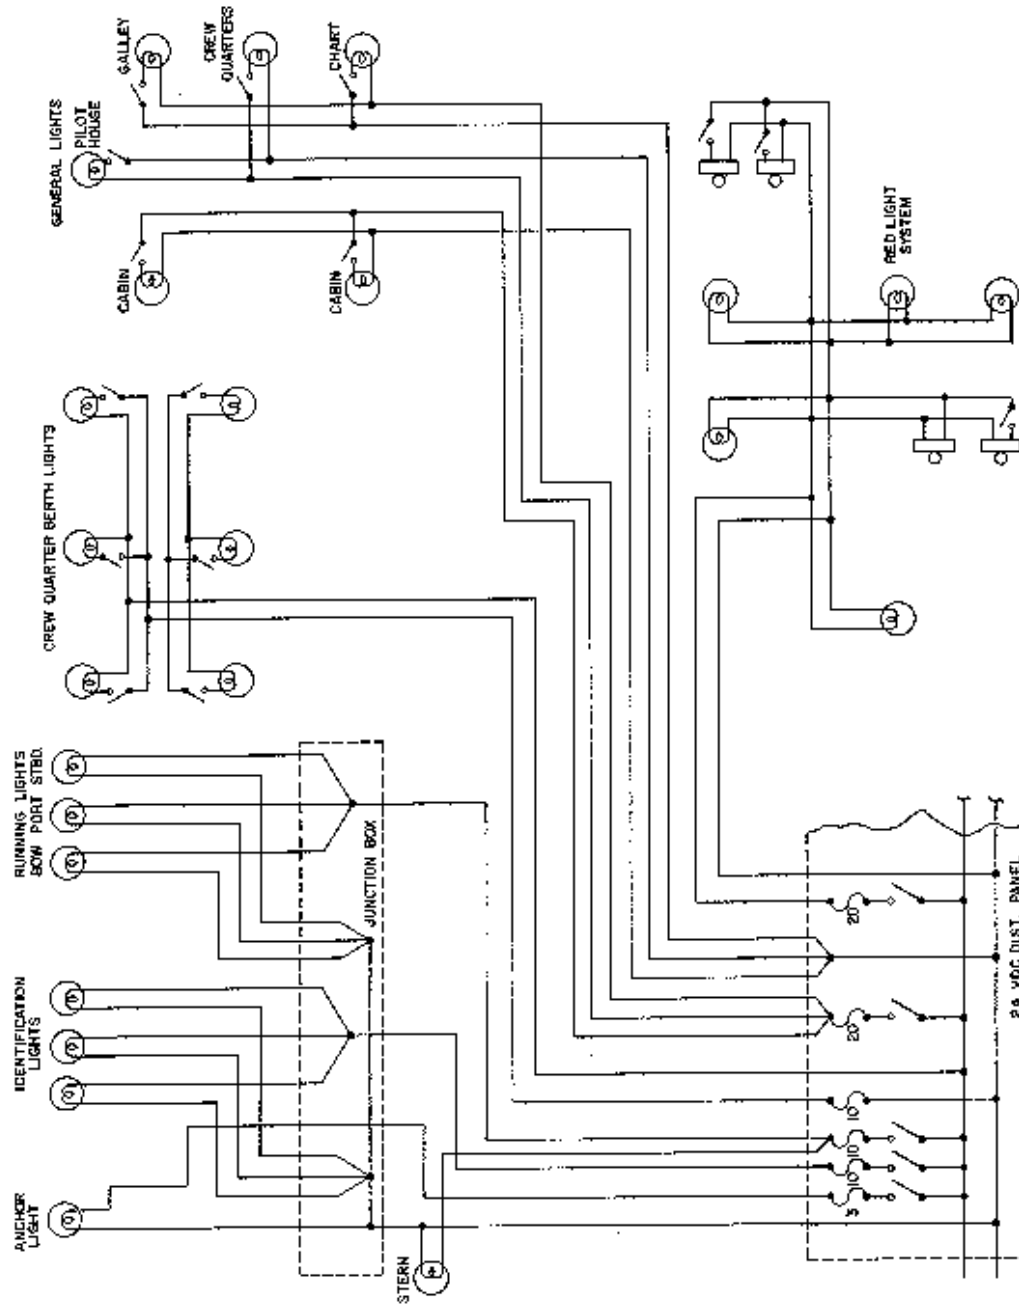 ANCHOR
LIGHT
IDENTIFICATION
LIGHTS
RUNNING LIGHTS
BOW PORT STBD.
CREW QUARTER BERTH LIGHTS
GENERAL LIGHTS
PILOT
HOUSE
GALLEY
CREW
QUARTERS
CHART
CABIN
CABIN
JUNCTION BOX
STERN
RED LIGHT
SYSTEM
5
10
10
10
20
20
24 VDC DIST. PANEL